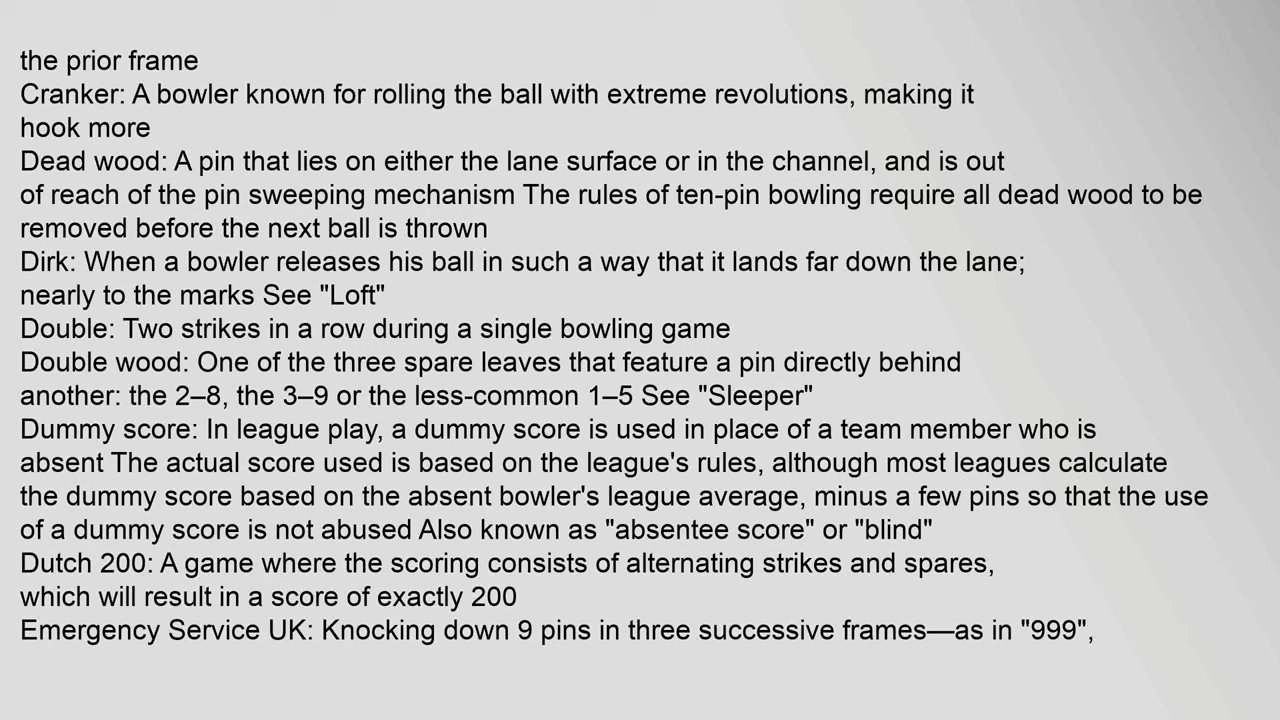 the prior frame
Cranker: A bowler known for rolling the ball with extreme revolutions, making it
hook more
Dead wood: A pin that lies on either the lane surface or in the channel, and is out
of reach of the pin sweeping mechanism The rules of ten-pin bowling require all dead wood to be
removed before the next ball is thrown
Dirk: When a bowler releases his ball in such a way that it lands far down the lane;
nearly to the marks See "Loft"
Double: Two strikes in a row during a single bowling game
Double wood: One of the three spare leaves that feature a pin directly behind
another: the 2–8, the 3–9 or the less-common 1–5 See "Sleeper"
Dummy score: In league play, a dummy score is used in place of a team member who is
absent The actual score used is based on the league's rules, although most leagues calculate
the dummy score based on the absent bowler's league average, minus a few pins so that the use
of a dummy score is not abused Also known as "absentee score" or "blind"
Dutch 200: A game where the scoring consists of alternating strikes and spares,
which will result in a score of exactly 200
Emergency Service UK: Knocking down 9 pins in three successive frames—as in "999",